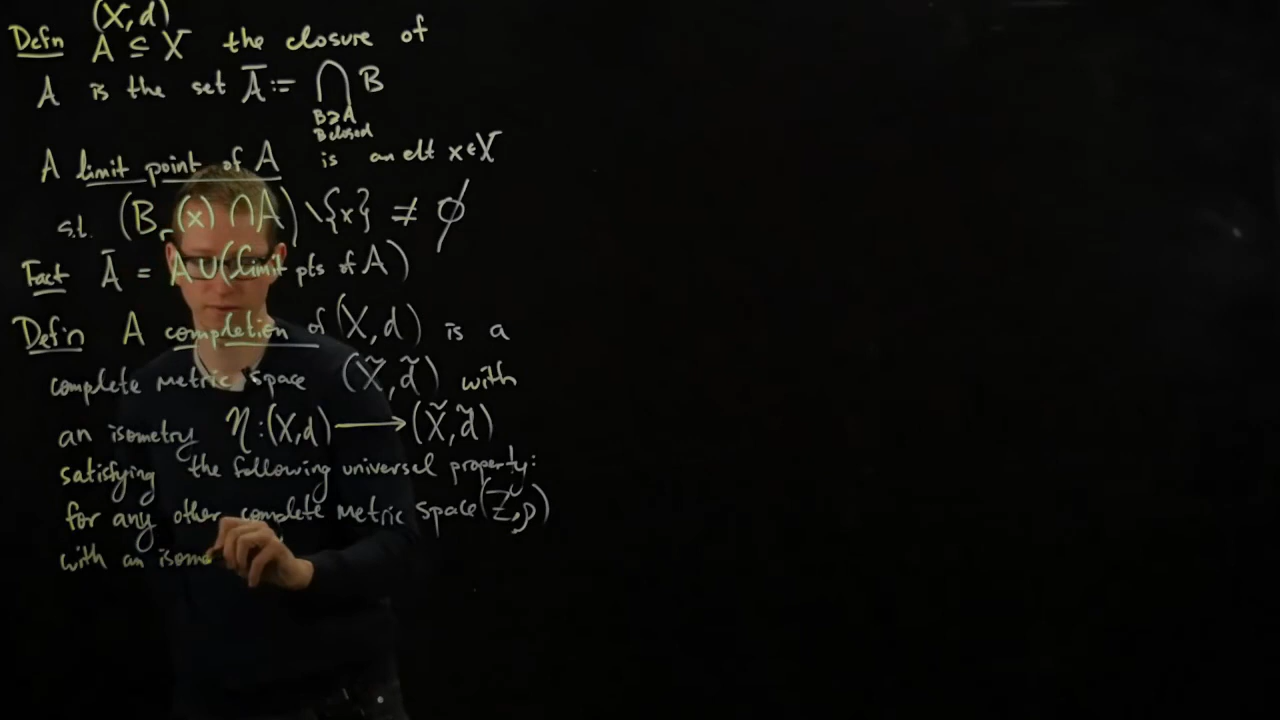 (X, d)
Defn A ⊆ X the closure of
A is the set Ā := ⋂ B
B⊇A
B closed
A limit point of A is an elt x∈X
s.t. (B_r(x) ∩ A) \ {x} ≠ ∅
Fact Ā = A ∪ (limit pts of A)
Def'n A completion of (X, d) is a
complete metric space (X̃, d̃) with
an isometry η : (X,d) ⟶ (X̃, d̃)
satisfying the following universal property:
for any other complete metric space (Z, ρ)
with an isome